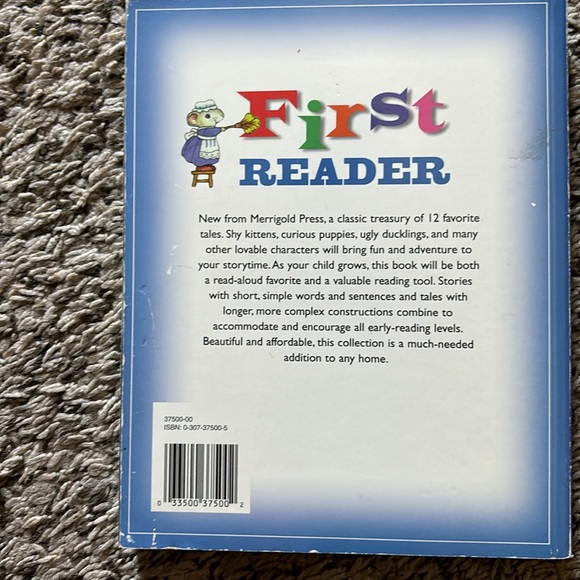 First
READER
New from Merrigold Press, a classic treasury of 12 favorite
tales. Shy kittens, curious puppies, ugly ducklings, and many
other lovable characters will bring fun and adventure to
your storytime. As your child grows, this book will be both
a read-aloud favorite and a valuable reading tool. Stories
with short, simple words and sentences and tales with
longer, more complex constructions combine to
accommodate and encourage all early-reading levels.
Beautiful and affordable, this collection is a much-needed
addition to any home.
37500-00
ISBN: 0-307-37500-5
0 33500 37500 2